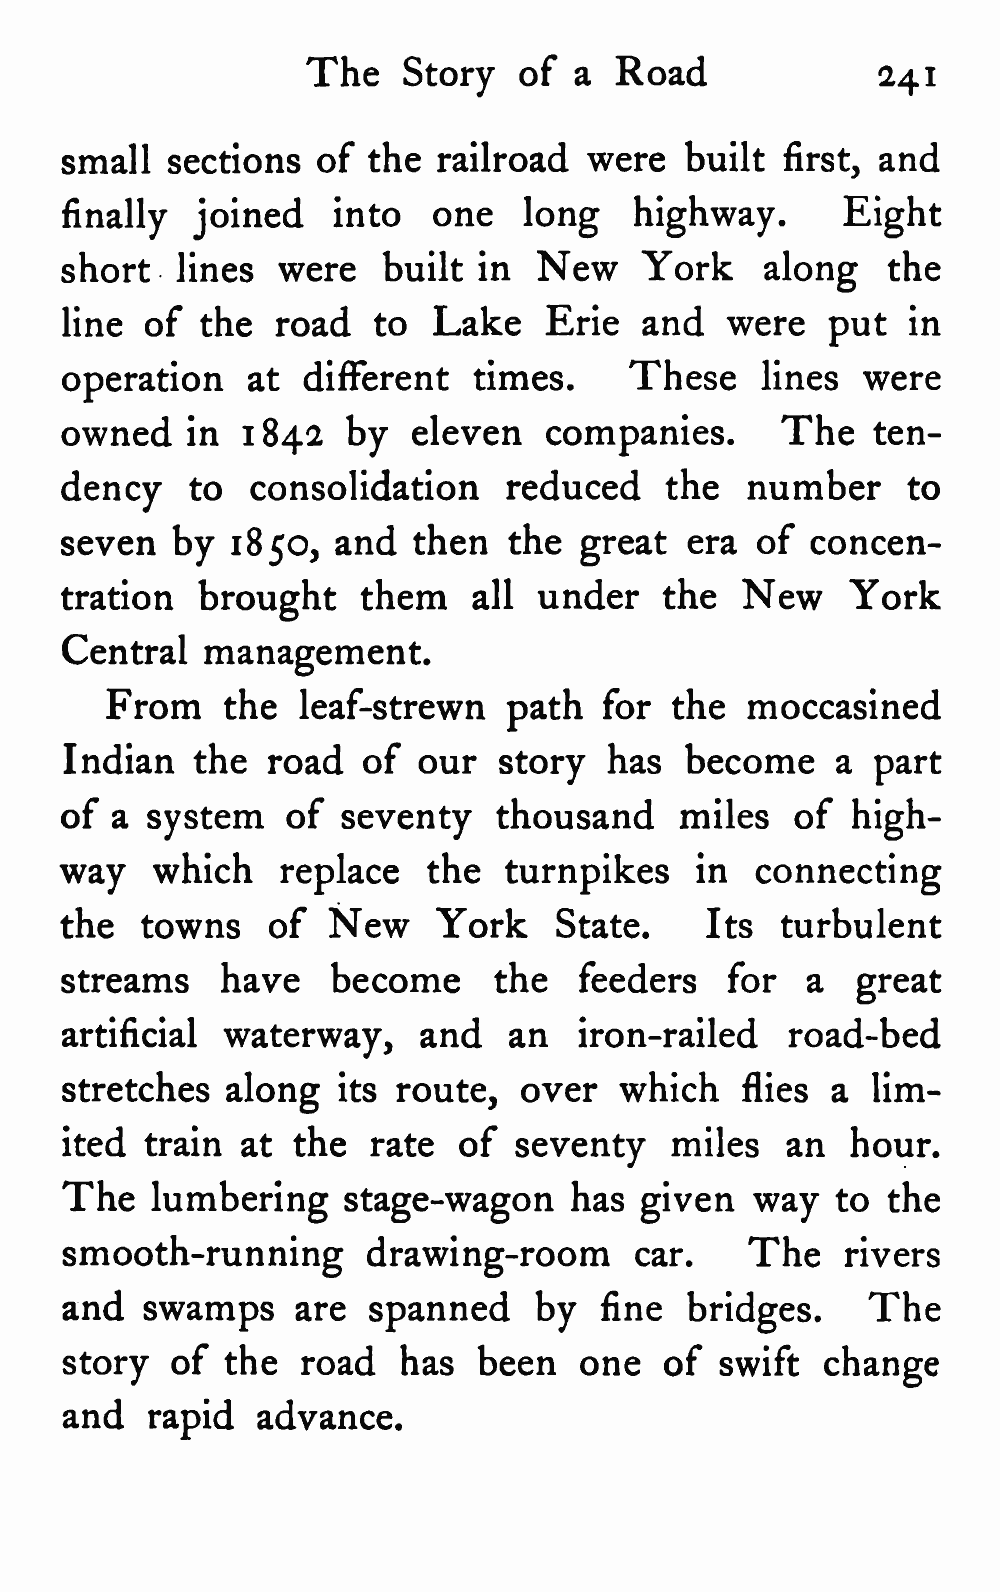 The Story of a Road 241
small sections of the railroad were built first, and
finally joined into one long highway. Eight
short lines were built in New York along the
line of the road to Lake Erie and were put in
operation at different times. These lines were
owned in 1842 by eleven companies. The ten-
dency to consolidation reduced the number to
seven by 1850, and then the great era of concen-
tration brought them all under the New York
Central management.
From the leaf-strewn path for the moccasined
Indian the road of our story has become a part
of a system of seventy thousand miles of high-
way which replace the turnpikes in connecting
the towns of New York State. Its turbulent
streams have become the feeders for a great
artificial waterway, and an iron-railed road-bed
stretches along its route, over which flies a lim-
ited train at the rate of seventy miles an hour.
The lumbering stage-wagon has given way to the
smooth-running drawing-room car. The rivers
and swamps are spanned by fine bridges. The
story of the road has been one of swift change
and rapid advance.